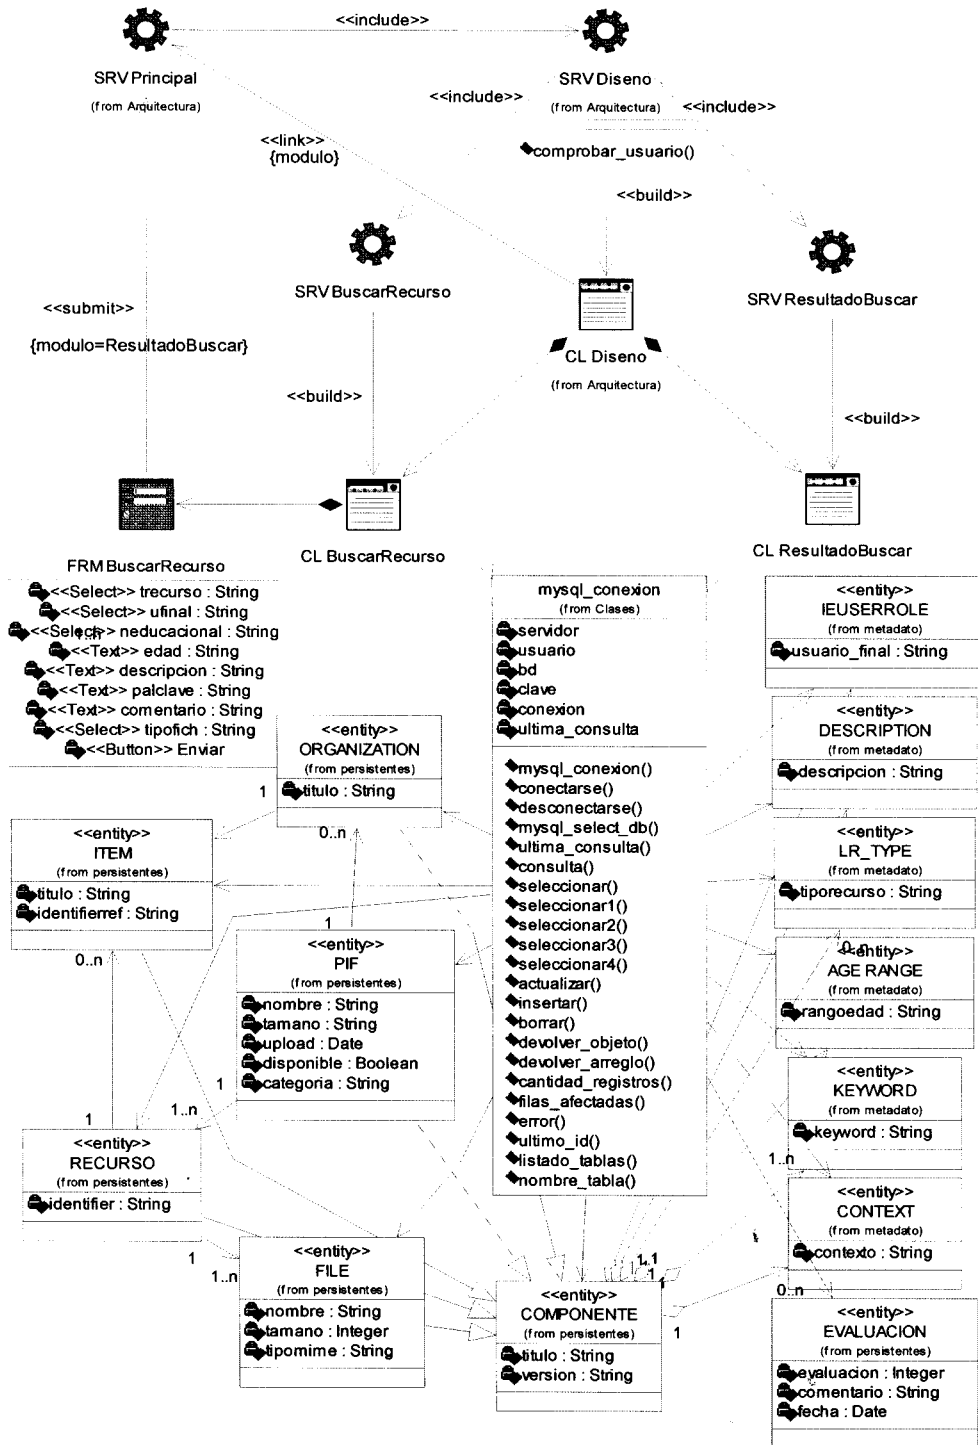 <<include>>
SRV Principal
(from Arquitectura)
SRV Diseno
(from Arquitectura)
<<include>>
<<include>>
<<link>>
{modulo}
comprobar_usuario()
<<build>>
SRV BuscarRecurso
SRV ResultadoBuscar
<<submit>>
{modulo=ResultadoBuscar}
CL Diseno
(from Arquitectura)
<<build>>
<<build>>
FRM BuscarRecurso
<<Select>> trecurso : String
<<Select>> ufinal : String
<<Select>> neducacional : String
<<Text>> edad : String
<<Text>> descripcion : String
<<Text>> palclave : String
<<Text>> comentario : String
<<Select>> tipofich : String
<<Button>> Enviar
CL BuscarRecurso
CL ResultadoBuscar
mysql_conexion
(from Clases)
servidor
usuario
bd
clave
conexion
ultima_consulta
mysql_conexion()
conectarse()
desconectarse()
mysql_select_db()
ultima_consulta()
consulta()
seleccionar()
seleccionar1()
seleccionar2()
seleccionar3()
seleccionar4()
actualizar()
insertar()
borrar()
devolver_objeto()
devolver_arreglo()
cantidad_registros()
filas_afectadas()
error()
ultimo_id()
listado_tablas()
nombre_tabla()
<<entity>>
IEUSERROLE
(from metadato)
usuario_final : String
<<entity>>
DESCRIPTION
(from metadato)
descripcion : String
<<entity>>
LR_TYPE
(from metadato)
tiporecurso : String
0..n
<<entity>>
AGE RANGE
(from metadato)
rangoedad : String
<<entity>>
KEYWORD
(from metadato)
keyword : String
1..n
<<entity>>
CONTEXT
(from metadato)
contexto : String
0..n
<<entity>>
EVALUACION
(from persistentes)
evaluacion : Integer
comentario : String
fecha : Date
<<entity>>
ORGANIZATION
(from persistentes)
titulo : String
1
0..n
<<entity>>
ITEM
(from persistentes)
titulo : String
identifierref : String
0..n
1
<<entity>>
PIF
(from persistentes)
nombre : String
tamano : String
upload : Date
disponible : Boolean
categoria : String
1
1..n
1
<<entity>>
RECURSO
(from persistentes)
identifier : String
1
1..n
<<entity>>
FILE
(from persistentes)
nombre : String
tamano : Integer
tipomime : String
<<entity>>
COMPONENTE
(from persistentes)
titulo : String
version : String
1